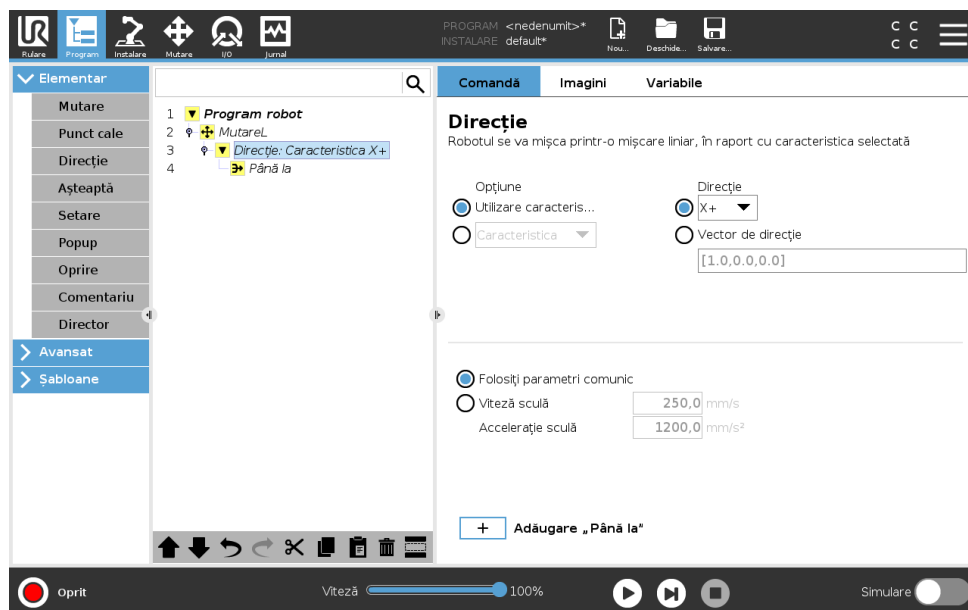 PROGRAM <nedenumit>*
INSTALARE default*
C C
C C
Rulare Program Instalare Mutare I/O Jurnal Nou... Deschide... Salvare...
Elementar
Mutare
Punct cale
Direcție
Așteaptă
Setare
Popup
Oprire
Comentariu
Director
Avansat
Șabloane
1 Program robot
2 MutareL
3 Direcție: Caracteristica X+
4 Până la
Comandă Imagini Variabile
Direcție
Robotul se va mișca printr-o mișcare liniar, în raport cu caracteristica selectată
Opțiune Direcție
Utilizare caracteris... X+
Caracteristica Vector de direcție
[1.0,0.0,0.0]
Folosiți parametri comunic
Viteză sculă 250,0 mm/s
Accelerație sculă 1200,0 mm/s²
+ Adăugare „Până la"
Oprit Viteză 100% Simulare